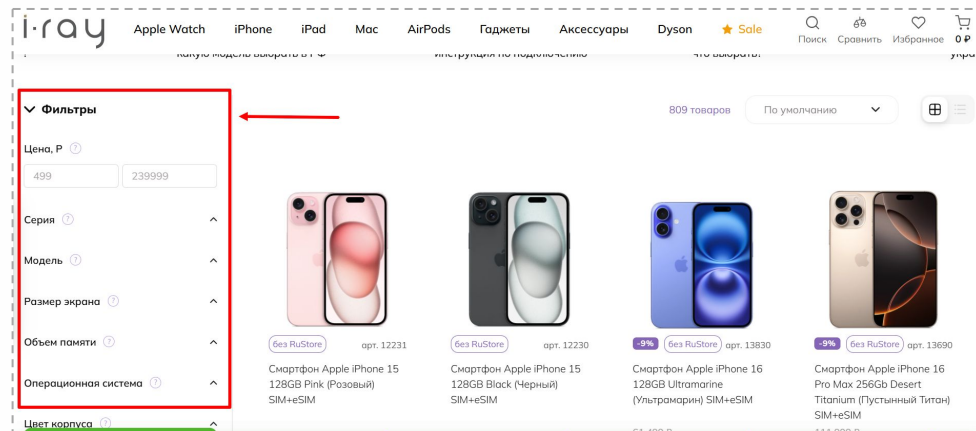 i·ray
Apple Watch iPhone iPad Mac AirPods Гаджеты Аксессуары Dyson Sale
Поиск Сравнить Избранное 0 ₽
Фильтры
809 товаров По умолчанию
Цена, Р
499 239999
Серия
Модель
Размер экрана
Объем памяти
Операционная система
Цвет корпуса
без RuStore арт. 12231
Смартфон Apple iPhone 15
128GB Pink (Розовый)
SIM+eSIM
без RuStore арт. 12230
Смартфон Apple iPhone 15
128GB Black (Черный)
SIM+eSIM
-9% без RuStore арт. 13830
Смартфон Apple iPhone 16
128GB Ultramarine
(Ультрамарин) SIM+eSIM
-9% без RuStore арт. 13690
Смартфон Apple iPhone 16
Pro Max 256Gb Desert
Titanium (Пустынный Титан)
SIM+eSIM